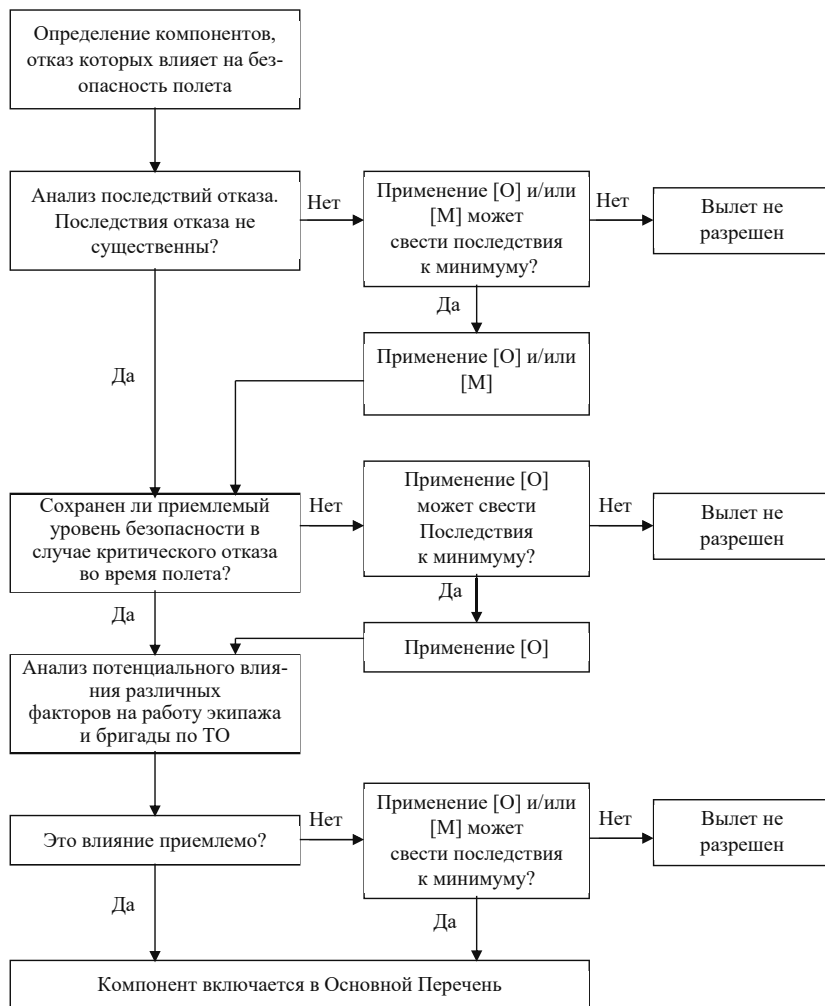 Определение компонентов,
отказ которых влияет на без-
опасность полета
Анализ последствий отказа.
Последствия отказа не
существенны?
Нет
Применение [О] и/или
[М] может
свести последствия
к минимуму?
Нет
Вылет не
разрешен
Да
Да
Применение [О] и/или
[М]
Сохранен ли приемлемый
уровень безопасности в
случае критического отказа
во время полета?
Нет
Применение [О]
может свести
Последствия
к минимуму?
Нет
Вылет не
разрешен
Да
Да
Применение [О]
Анализ потенциального влия-
ния различных
факторов на работу экипажа
и бригады по ТО
Это влияние приемлемо?
Нет
Применение [О] и/или
[М] может
свести последствия
к минимуму?
Нет
Вылет не
разрешен
Да
Да
Компонент включается в Основной Перечень